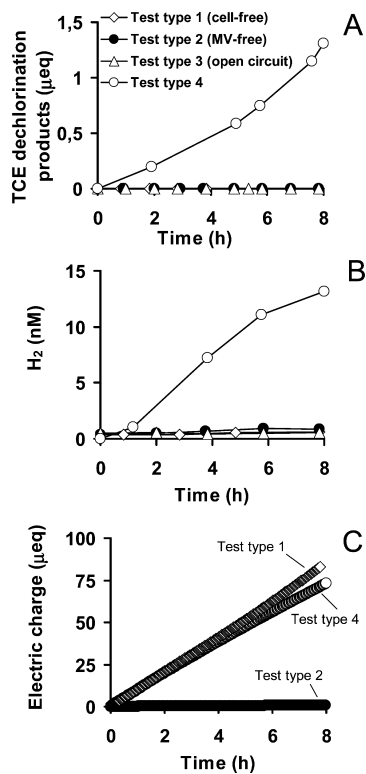 A
Test type 1 (cell-free)
Test type 2 (MV-free)
Test type 3 (open circuit)
Test type 4
TCE dechlorination
products (µeq)
1,5
1
0,5
0
0 2 4 6 8
Time (h)
B
H2 (nM)
15
10
5
0
0 2 4 6 8
Time (h)
C
Electric charge (µeq)
100
75
50
25
0
Test type 1
Test type 4
Test type 2
0 2 4 6 8
Time (h)